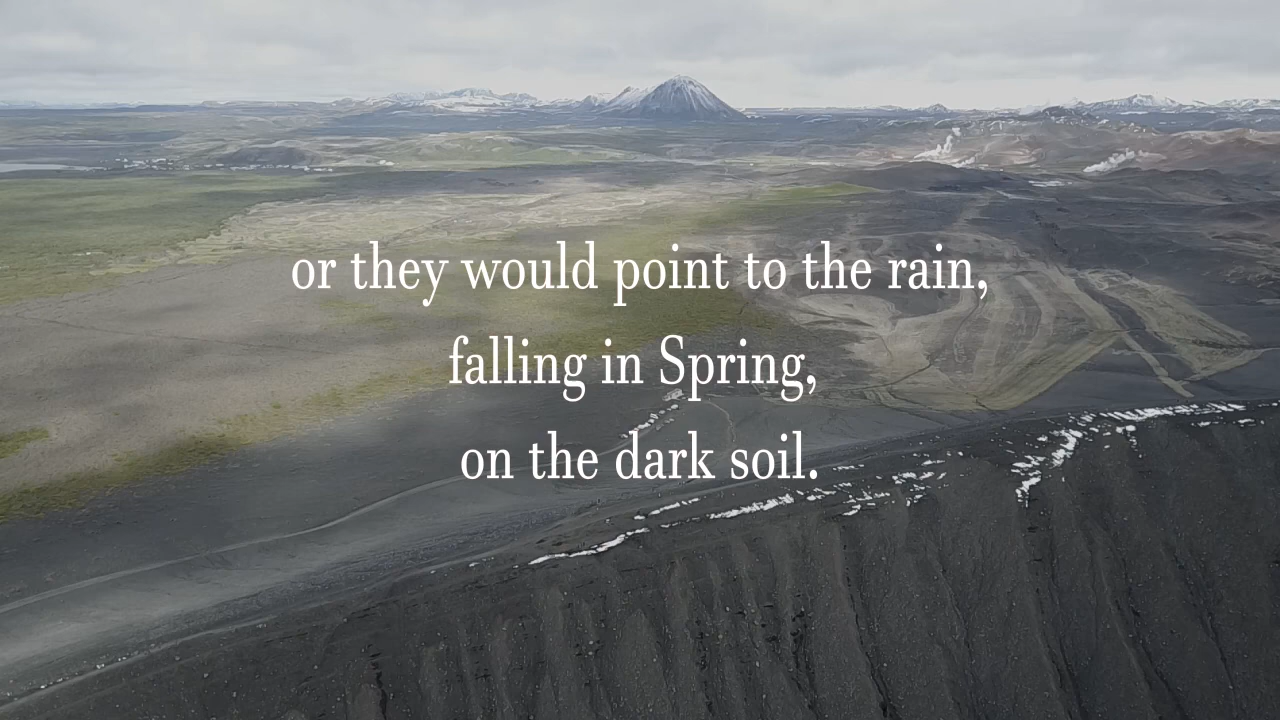 or they would point to the rain,
falling in Spring,
on the dark soil.